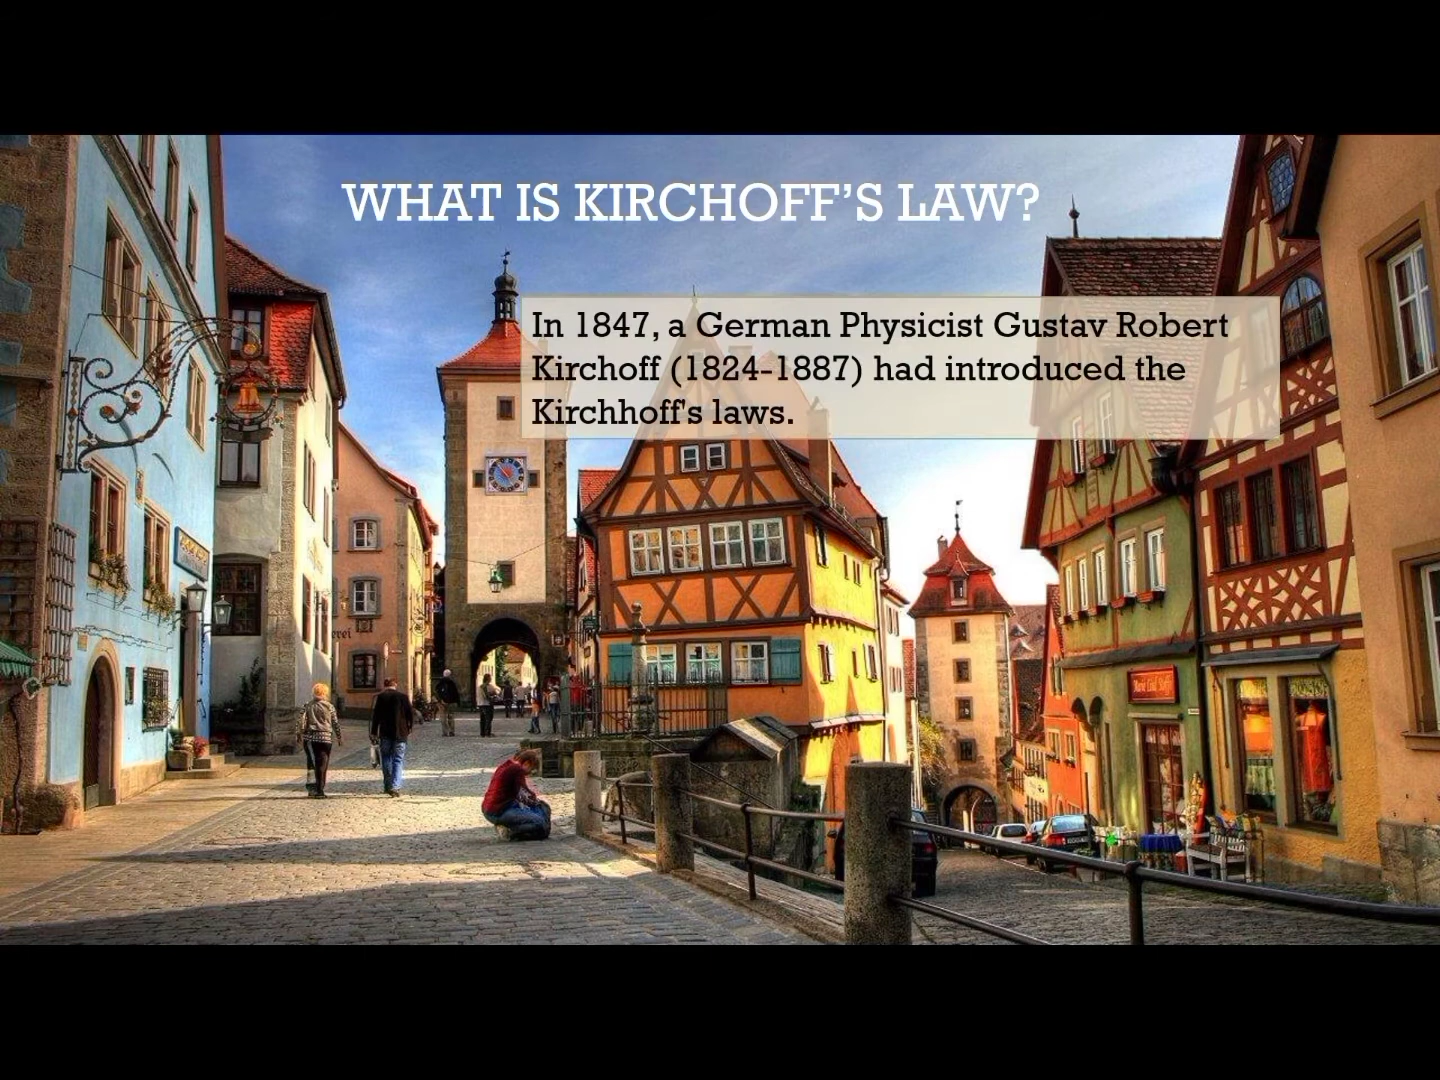 WHAT IS KIRCHOFF’S LAW?
In 1847, a German Physicist Gustav Robert
Kirchoff (1824-1887) had introduced the
Kirchhoff's laws.